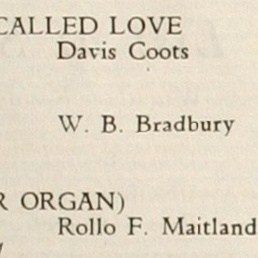 CALLED LOVE
Davis Coots
W. B. Bradbury
R ORGAN)
Rollo F. Maitland